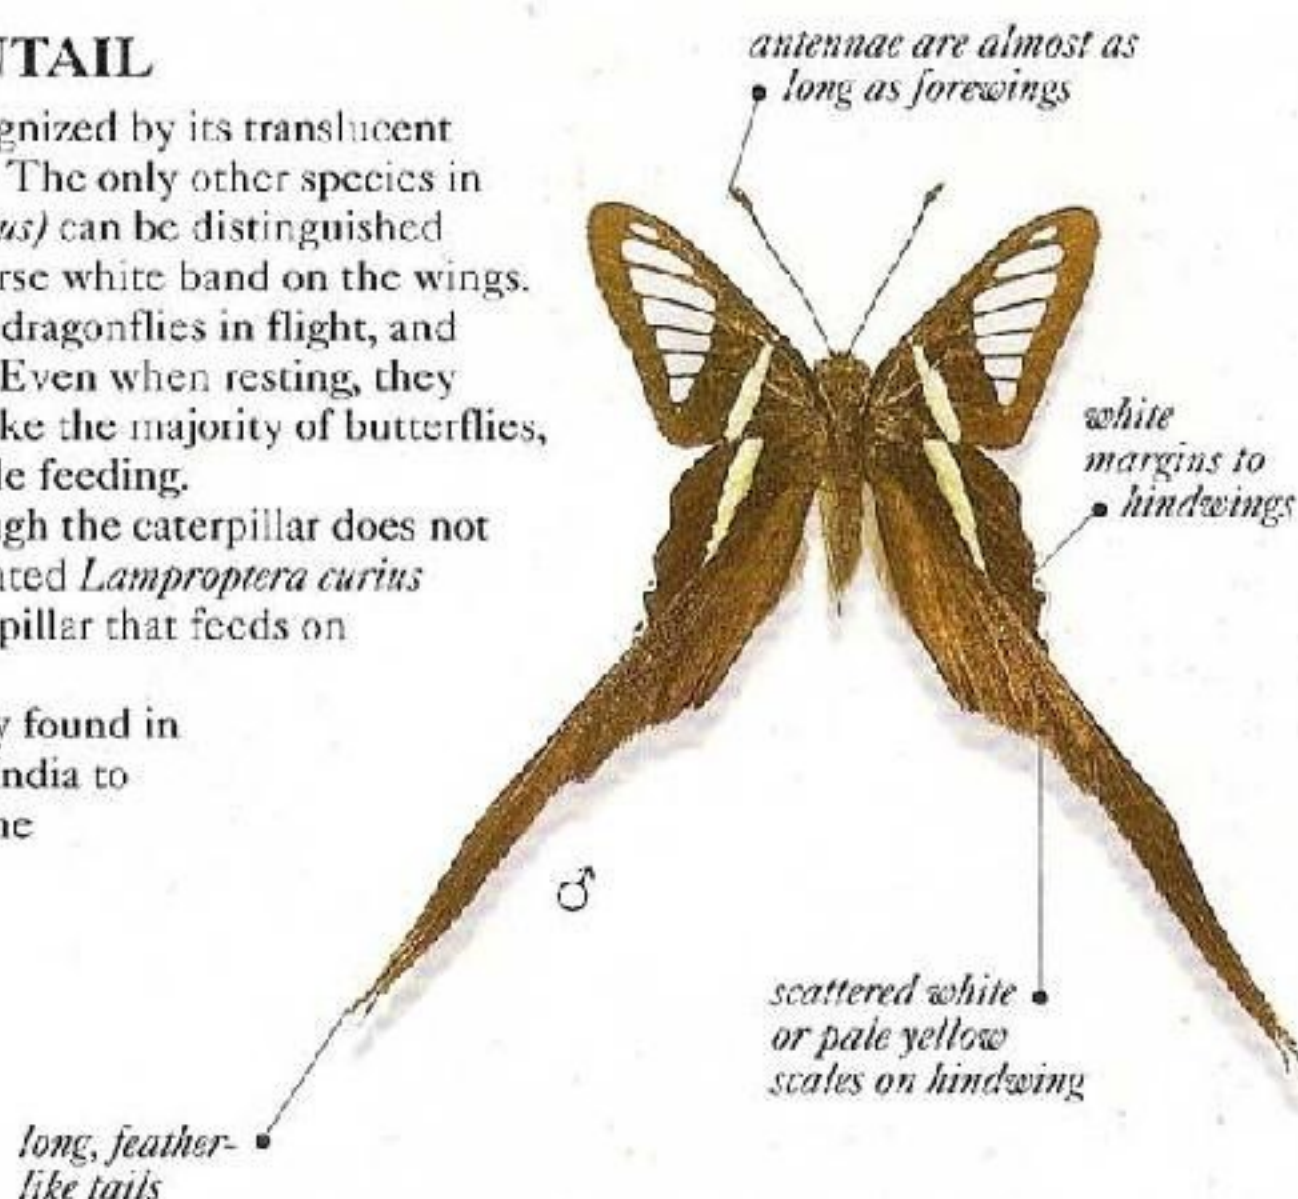 NTAIL
gnized by its translucent
The only other species in
us) can be distinguished
rse white band on the wings.
dragonflies in flight, and
Even when resting, they
ke the majority of butterflies,
le feeding.
gh the caterpillar does not
ated Lamproptera curius
pillar that feeds on
y found in
ndia to
ne
antennae are almost as
long as forewings
white
margins to
hindwings
♂
scattered white
or pale yellow
scales on hindwing
long, feather-
like tails